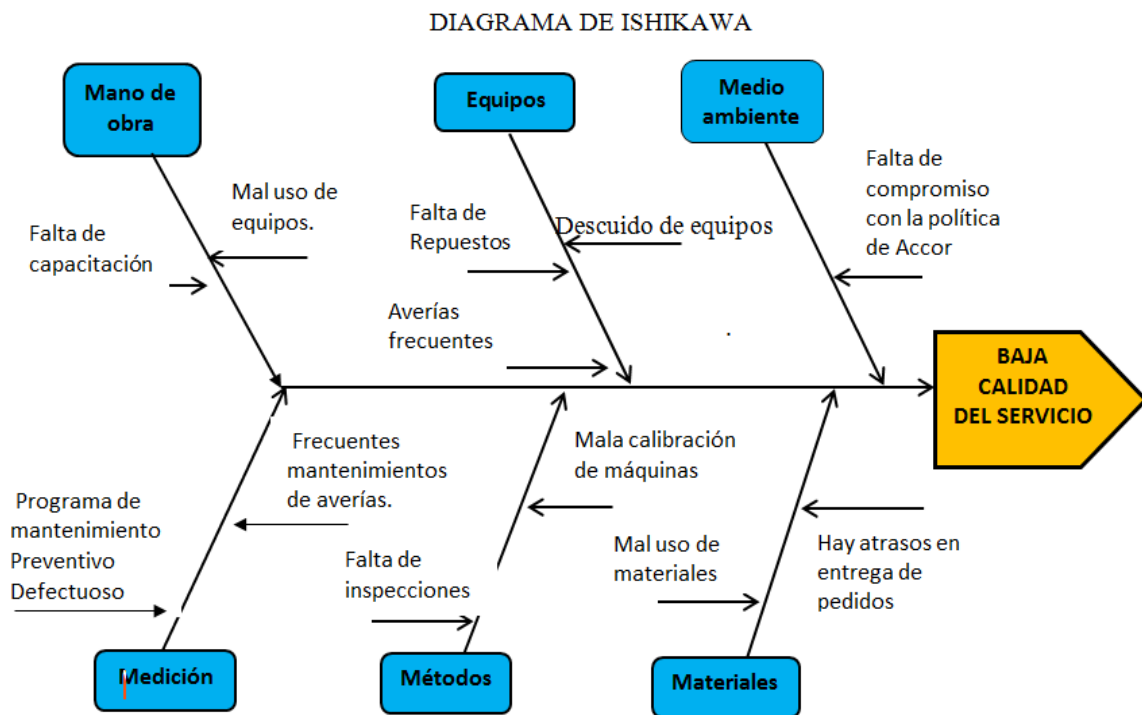 DIAGRAMA DE ISHIKAWA
Mano de
obra
Equipos
Medio
ambiente
Mal uso de
equipos.
Falta de
capacitación
Falta de
Repuestos
Descuido de equipos
Averías
frecuentes
Falta de
compromiso
con la política
de Accor
BAJA
CALIDAD
DEL SERVICIO
Programa de
mantenimiento
Preventivo
Defectuoso
Frecuentes
mantenimientos
de averías.
Falta de
inspecciones
Mala calibración
de máquinas
Mal uso de
materiales
Hay atrasos en
entrega de
pedidos
Medición
Métodos
Materiales